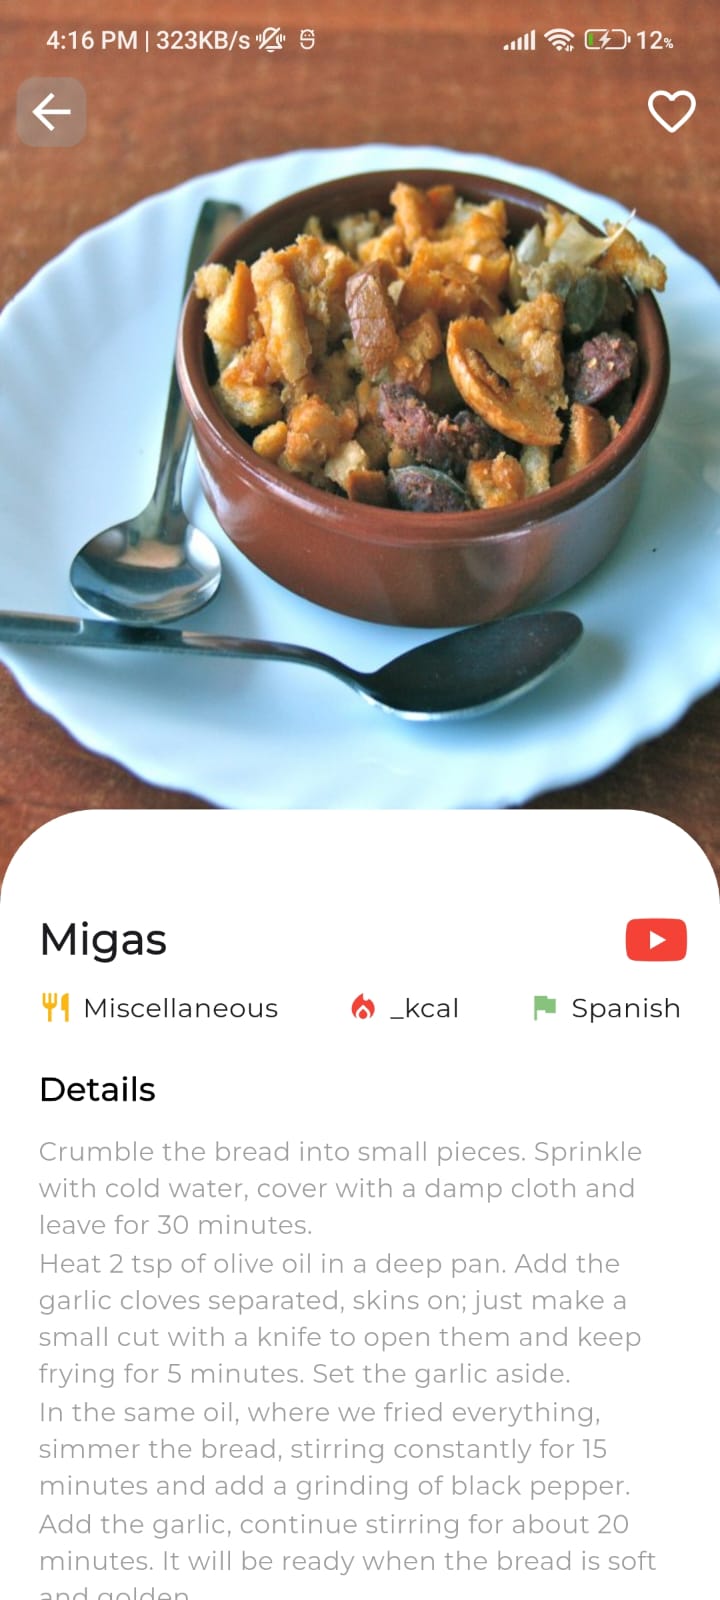 4:16 PM | 323KB/s 12%
Migas
Miscellaneous _kcal Spanish
Details
Crumble the bread into small pieces. Sprinkle
with cold water, cover with a damp cloth and
leave for 30 minutes.
Heat 2 tsp of olive oil in a deep pan. Add the
garlic cloves separated, skins on; just make a
small cut with a knife to open them and keep
frying for 5 minutes. Set the garlic aside.
In the same oil, where we fried everything,
simmer the bread, stirring constantly for 15
minutes and add a grinding of black pepper.
Add the garlic, continue stirring for about 20
minutes. It will be ready when the bread is soft
and golden